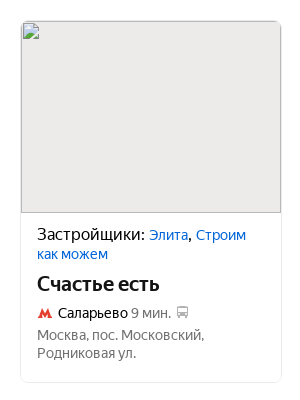 Застройщики: Элита, Строим
как можем
Счастье есть
Саларьево 9 мин.
Москва, пос. Московский,
Родниковая ул.